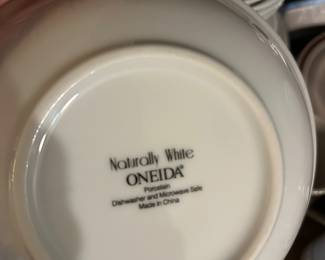 Naturally White
ONEIDA®
Porcelain
Dishwasher and Microwave Safe
Made in China